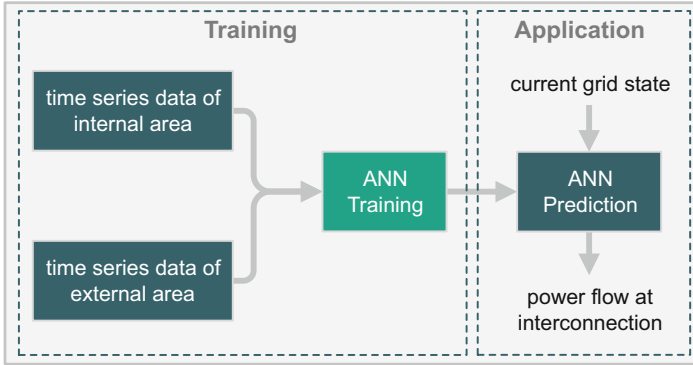 Training
time series data of
internal area
ANN
Training
time series data of
external area
Application
current grid state
ANN
Prediction
power flow at
interconnection